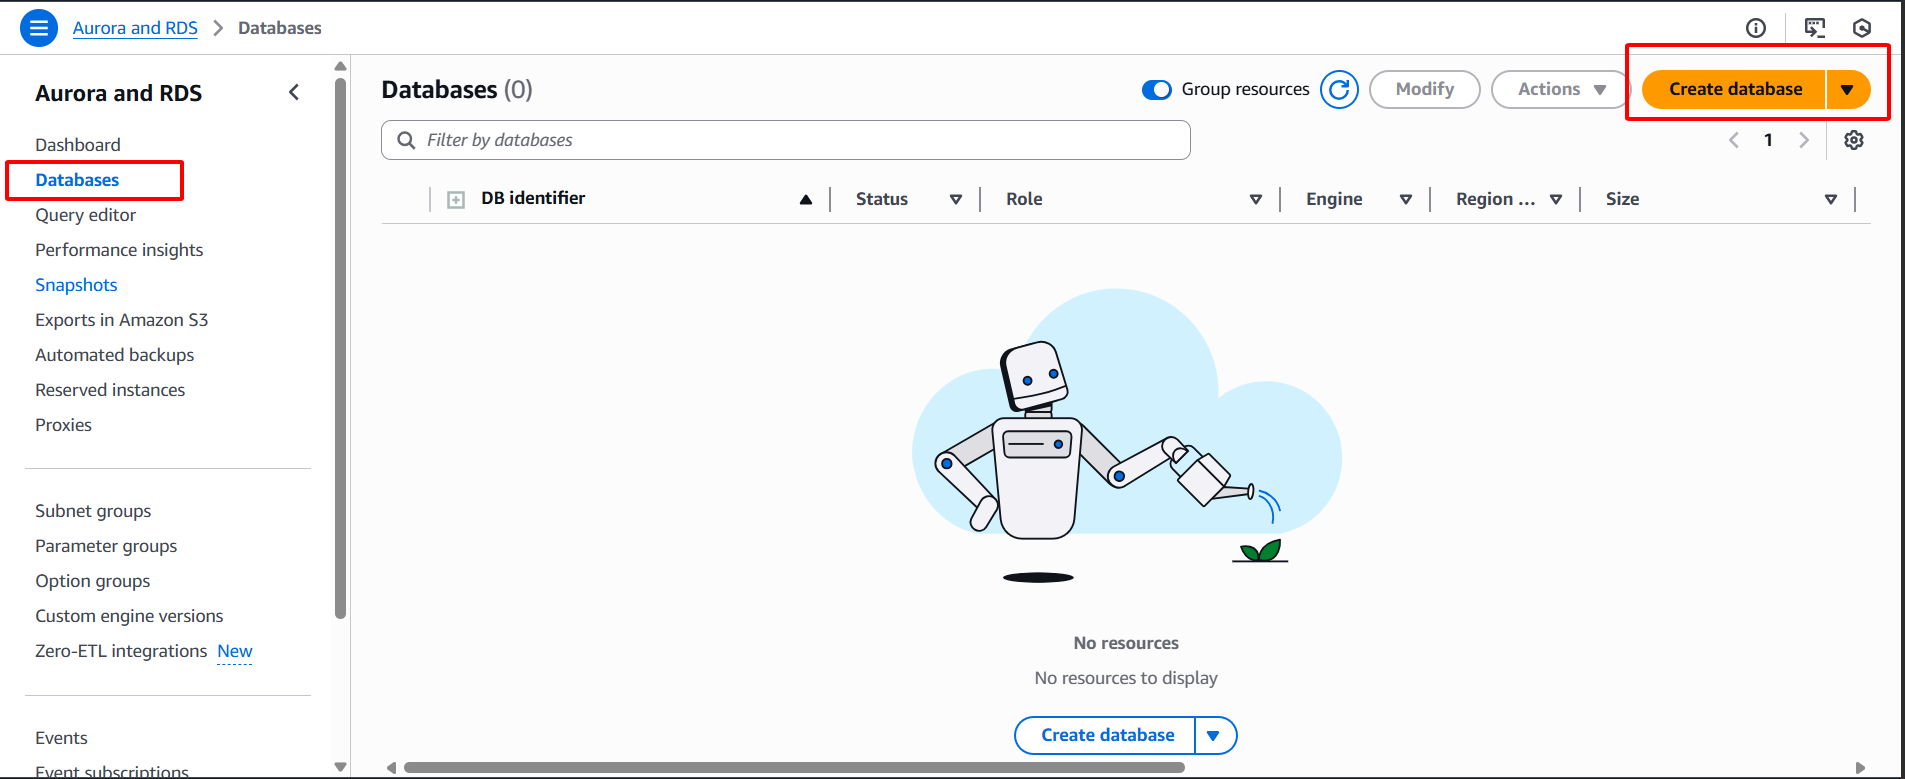 Aurora and RDS > Databases
Aurora and RDS
Dashboard
Databases
Query editor
Performance insights
Snapshots
Exports in Amazon S3
Automated backups
Reserved instances
Proxies
Subnet groups
Parameter groups
Option groups
Custom engine versions
Zero-ETL integrations New
Events
Event subscriptions
Databases (0)
Group resources
Modify
Actions
Create database
Filter by databases
1
DB identifier Status Role Engine Region ... Size
No resources
No resources to display
Create database